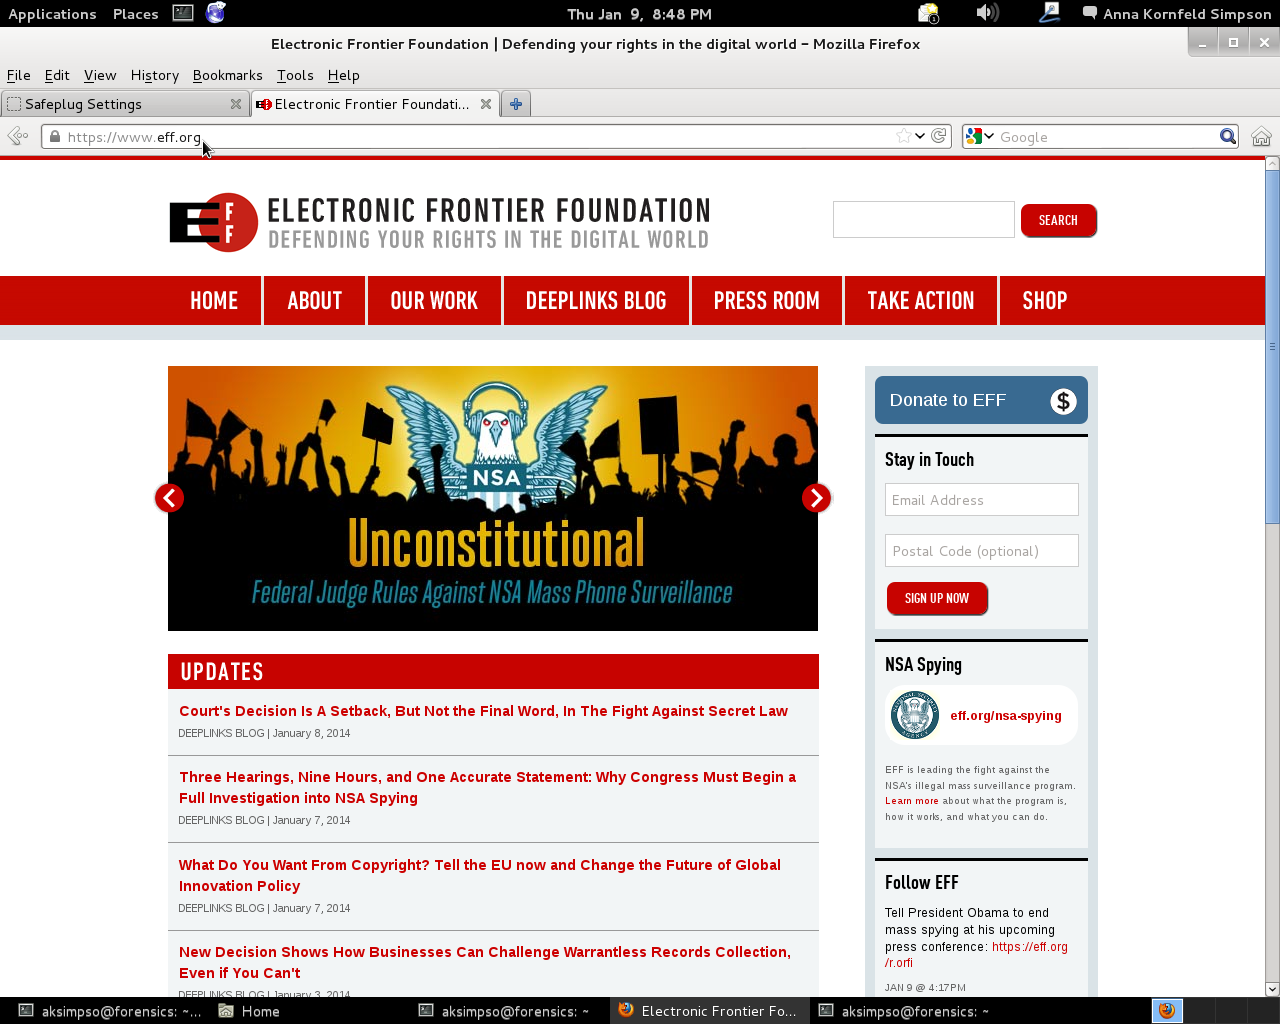 Applications Places Thu Jan 9, 8:48 PM 1 Anna Kornfeld Simpson
Electronic Frontier Foundation | Defending your rights in the digital world - Mozilla Firefox
File Edit View History Bookmarks Tools Help
Safeplug Settings Electronic Frontier Foundati...
https://www.eff.org Google
EFF ELECTRONIC FRONTIER FOUNDATION
DEFENDING YOUR RIGHTS IN THE DIGITAL WORLD
SEARCH
HOME ABOUT OUR WORK DEEPLINKS BLOG PRESS ROOM TAKE ACTION SHOP
NSA
Unconstitutional
Federal Judge Rules Against NSA Mass Phone Surveillance
UPDATES
Court's Decision Is A Setback, But Not the Final Word, In The Fight Against Secret Law
DEEPLINKS BLOG | January 8, 2014
Three Hearings, Nine Hours, and One Accurate Statement: Why Congress Must Begin a
Full Investigation into NSA Spying
DEEPLINKS BLOG | January 7, 2014
What Do You Want From Copyright? Tell the EU now and Change the Future of Global
Innovation Policy
DEEPLINKS BLOG | January 7, 2014
New Decision Shows How Businesses Can Challenge Warrantless Records Collection,
Even if You Can't
DEEPLINKS BLOG | January 3, 2014
Donate to EFF $
Stay in Touch
Email Address
Postal Code (optional)
SIGN UP NOW
NSA Spying
eff.org/nsa-spying
EFF is leading the fight against the
NSA's illegal mass surveillance program.
Learn more about what the program is,
how it works, and what you can do.
Follow EFF
Tell President Obama to end
mass spying at his upcoming
press conference: https://eff.org
/r.orfi
JAN 9 @ 4:17PM
aksimpso@forensics: ~... Home aksimpso@forensics: ~ Electronic Frontier Fo... aksimpso@forensics: ~